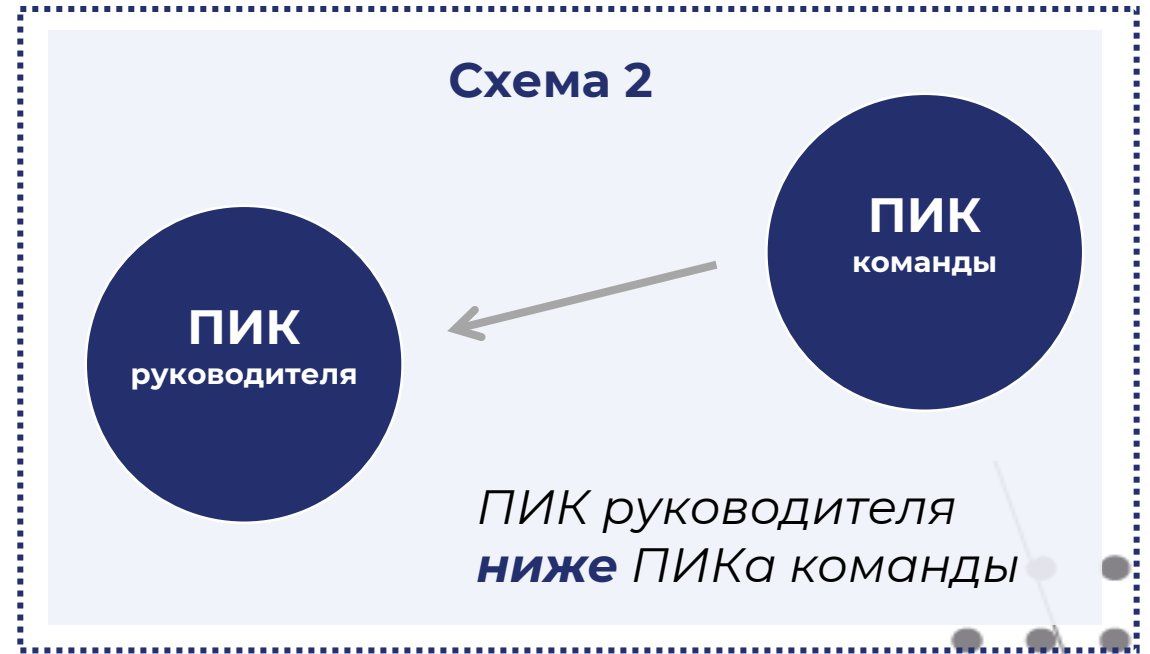 Схема 2
ПИК
команды
ПИК
руководителя
ПИК руководителя
ниже ПИКа команды